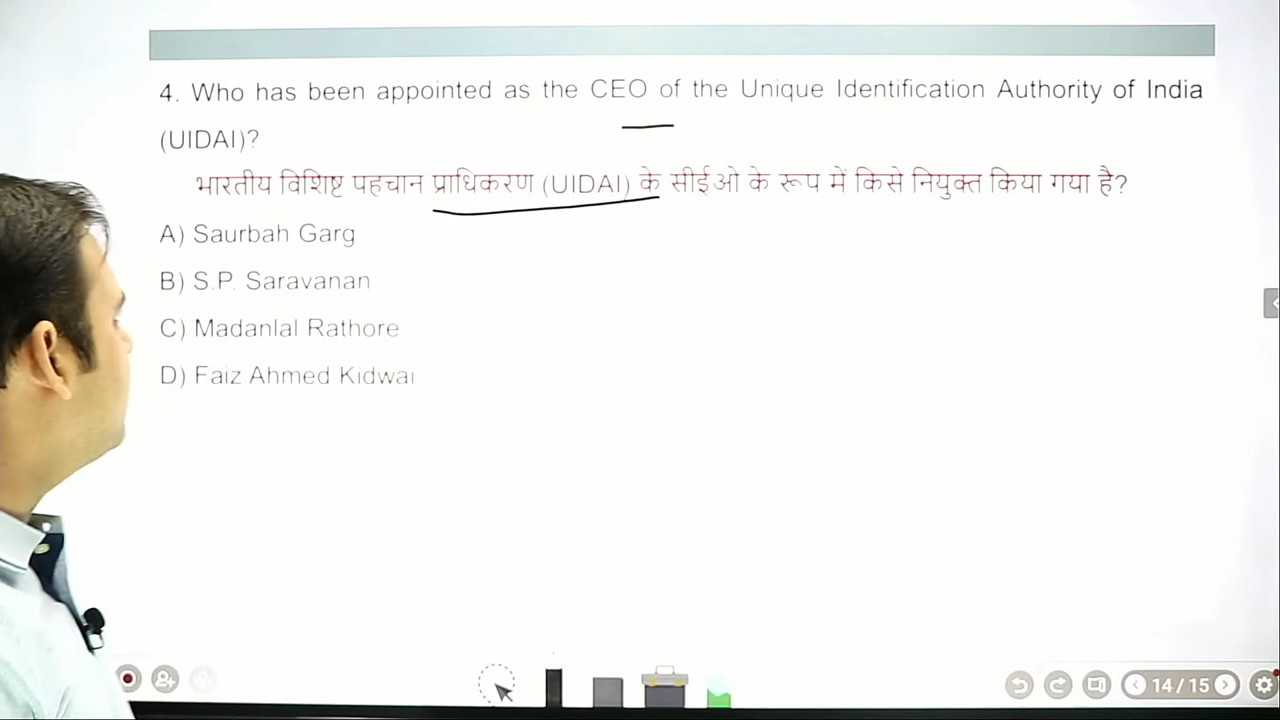 4. Who has been appointed as the CEO of the Unique Identification Authority of India
(UIDAI)?
भारतीय विशिष्ट पहचान प्राधिकरण (UIDAI) के सीईओ के रूप में किसे नियुक्त किया गया है?
A) Saurbah Garg
B) S.P. Saravanan
C) Madanlal Rathore
D) Faiz Ahmed Kidwai
14/15